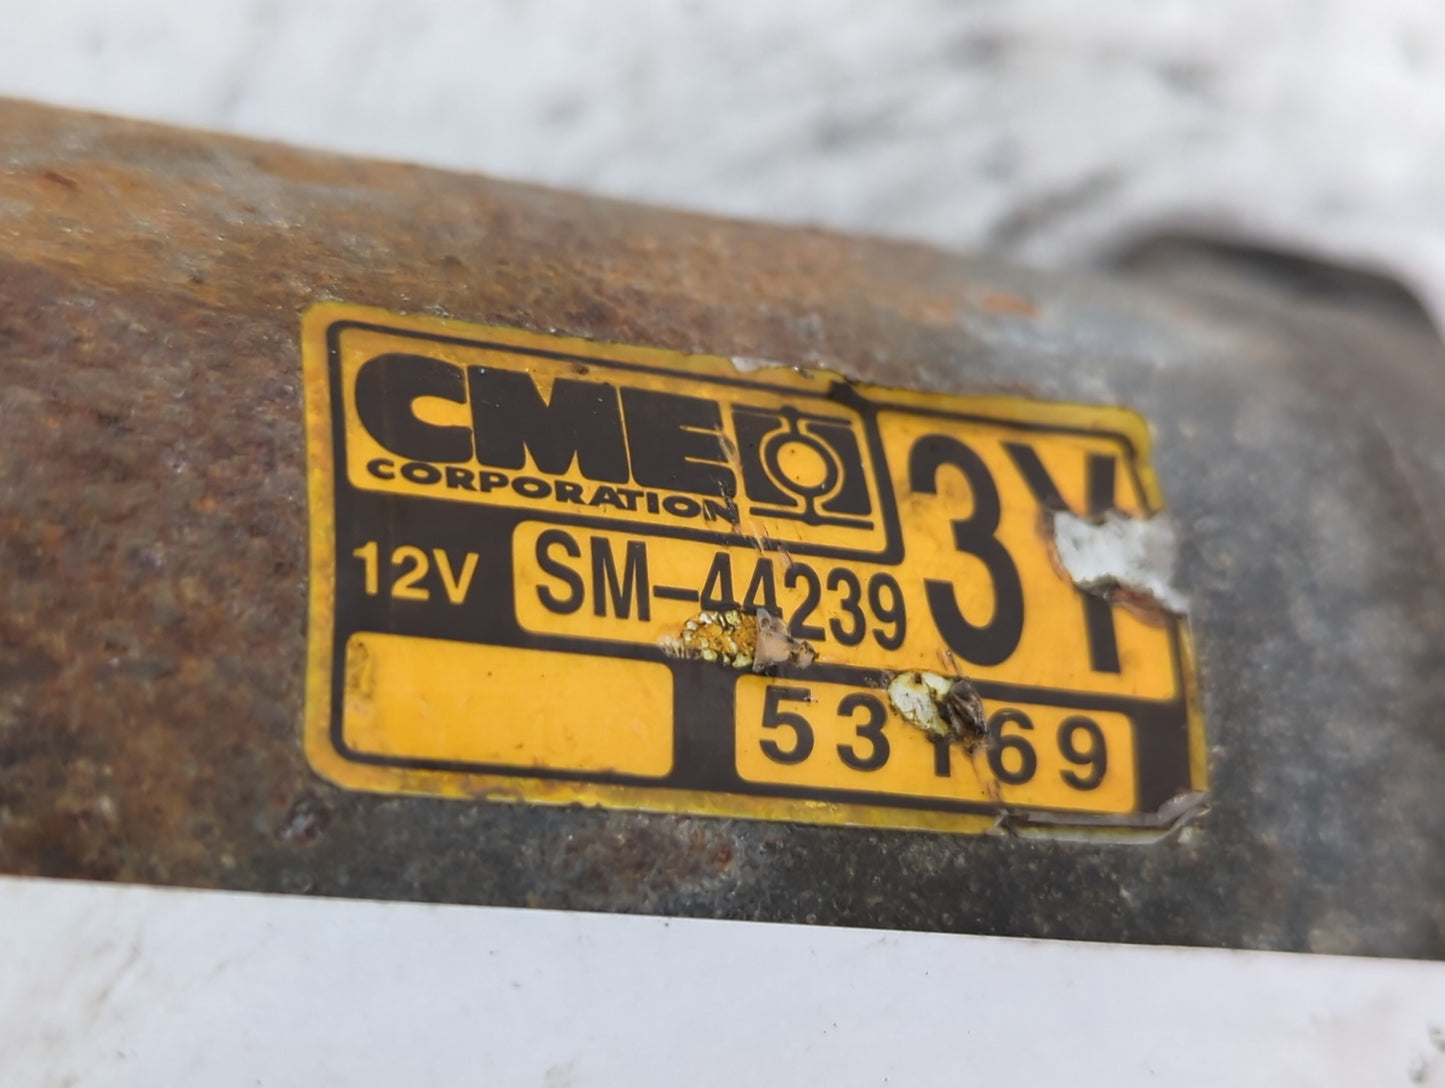 CME
CORPORATION
3Y
12V SM-44239
53169